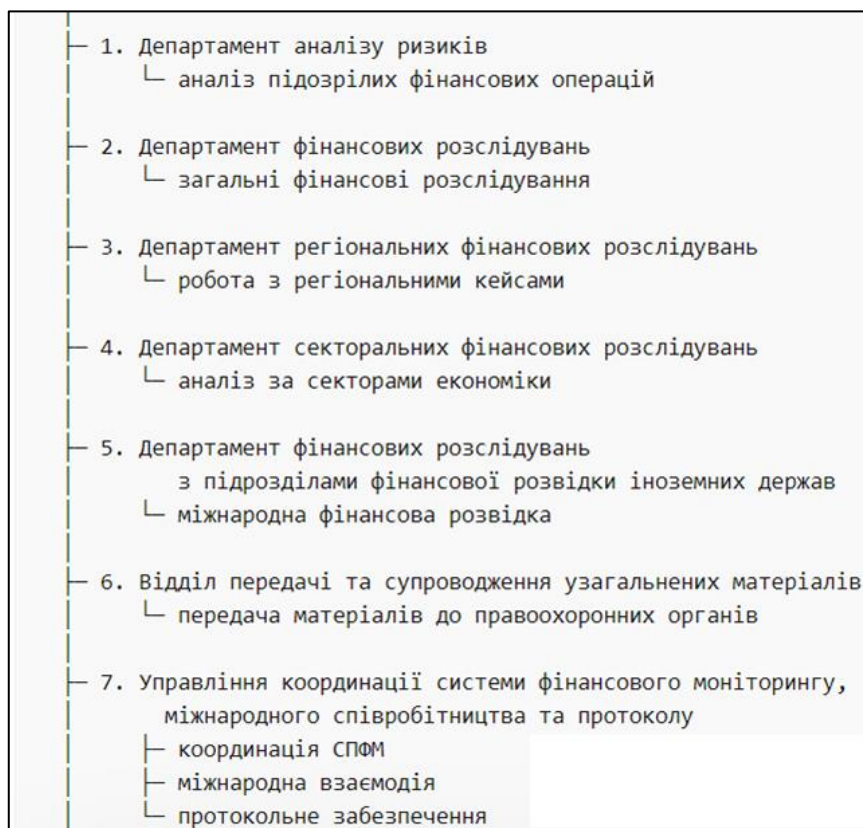 1. Департамент аналізу ризиків
аналіз підозрілих фінансових операцій
2. Департамент фінансових розслідувань
загальні фінансові розслідування
3. Департамент регіональних фінансових розслідувань
робота з регіональними кейсами
4. Департамент секторальних фінансових розслідувань
аналіз за секторами економіки
5. Департамент фінансових розслідувань
з підрозділами фінансової розвідки іноземних держав
міжнародна фінансова розвідка
6. Відділ передачі та супроводження узагальнених матеріалів
передача матеріалів до правоохоронних органів
7. Управління координації системи фінансового моніторингу,
міжнародного співробітництва та протоколу
координація СПФМ
міжнародна взаємодія
протокольне забезпечення